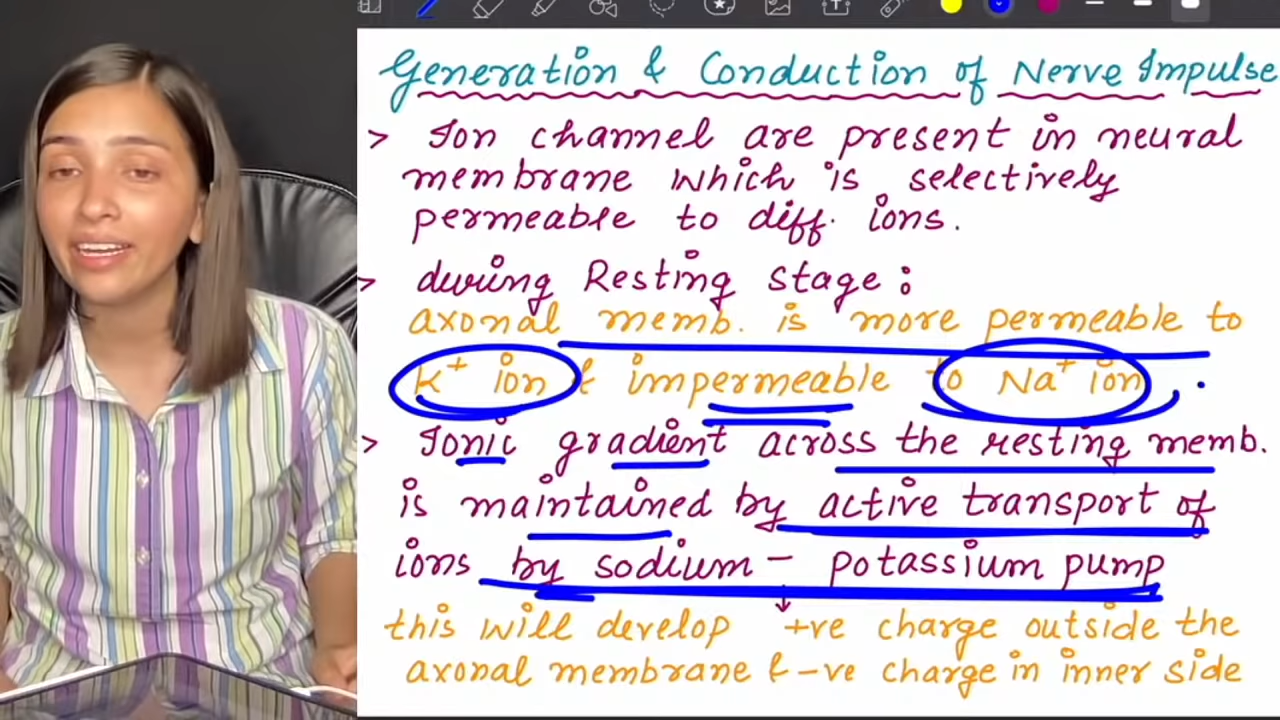 Generation & Conduction of Nerve Impulse
> Ion channel are present in neural
membrane which is selectively
permeable to diff. ions.
> during Resting Stage :
axonal memb. is more permeable to
K+ ion & impermeable to Na+ ion.
> Ionic gradient across the resting memb.
is maintained by active transport of
ions by sodium - potassium pump
↓
this will develop +ve charge outside the
axonal membrane & -ve charge in inner side